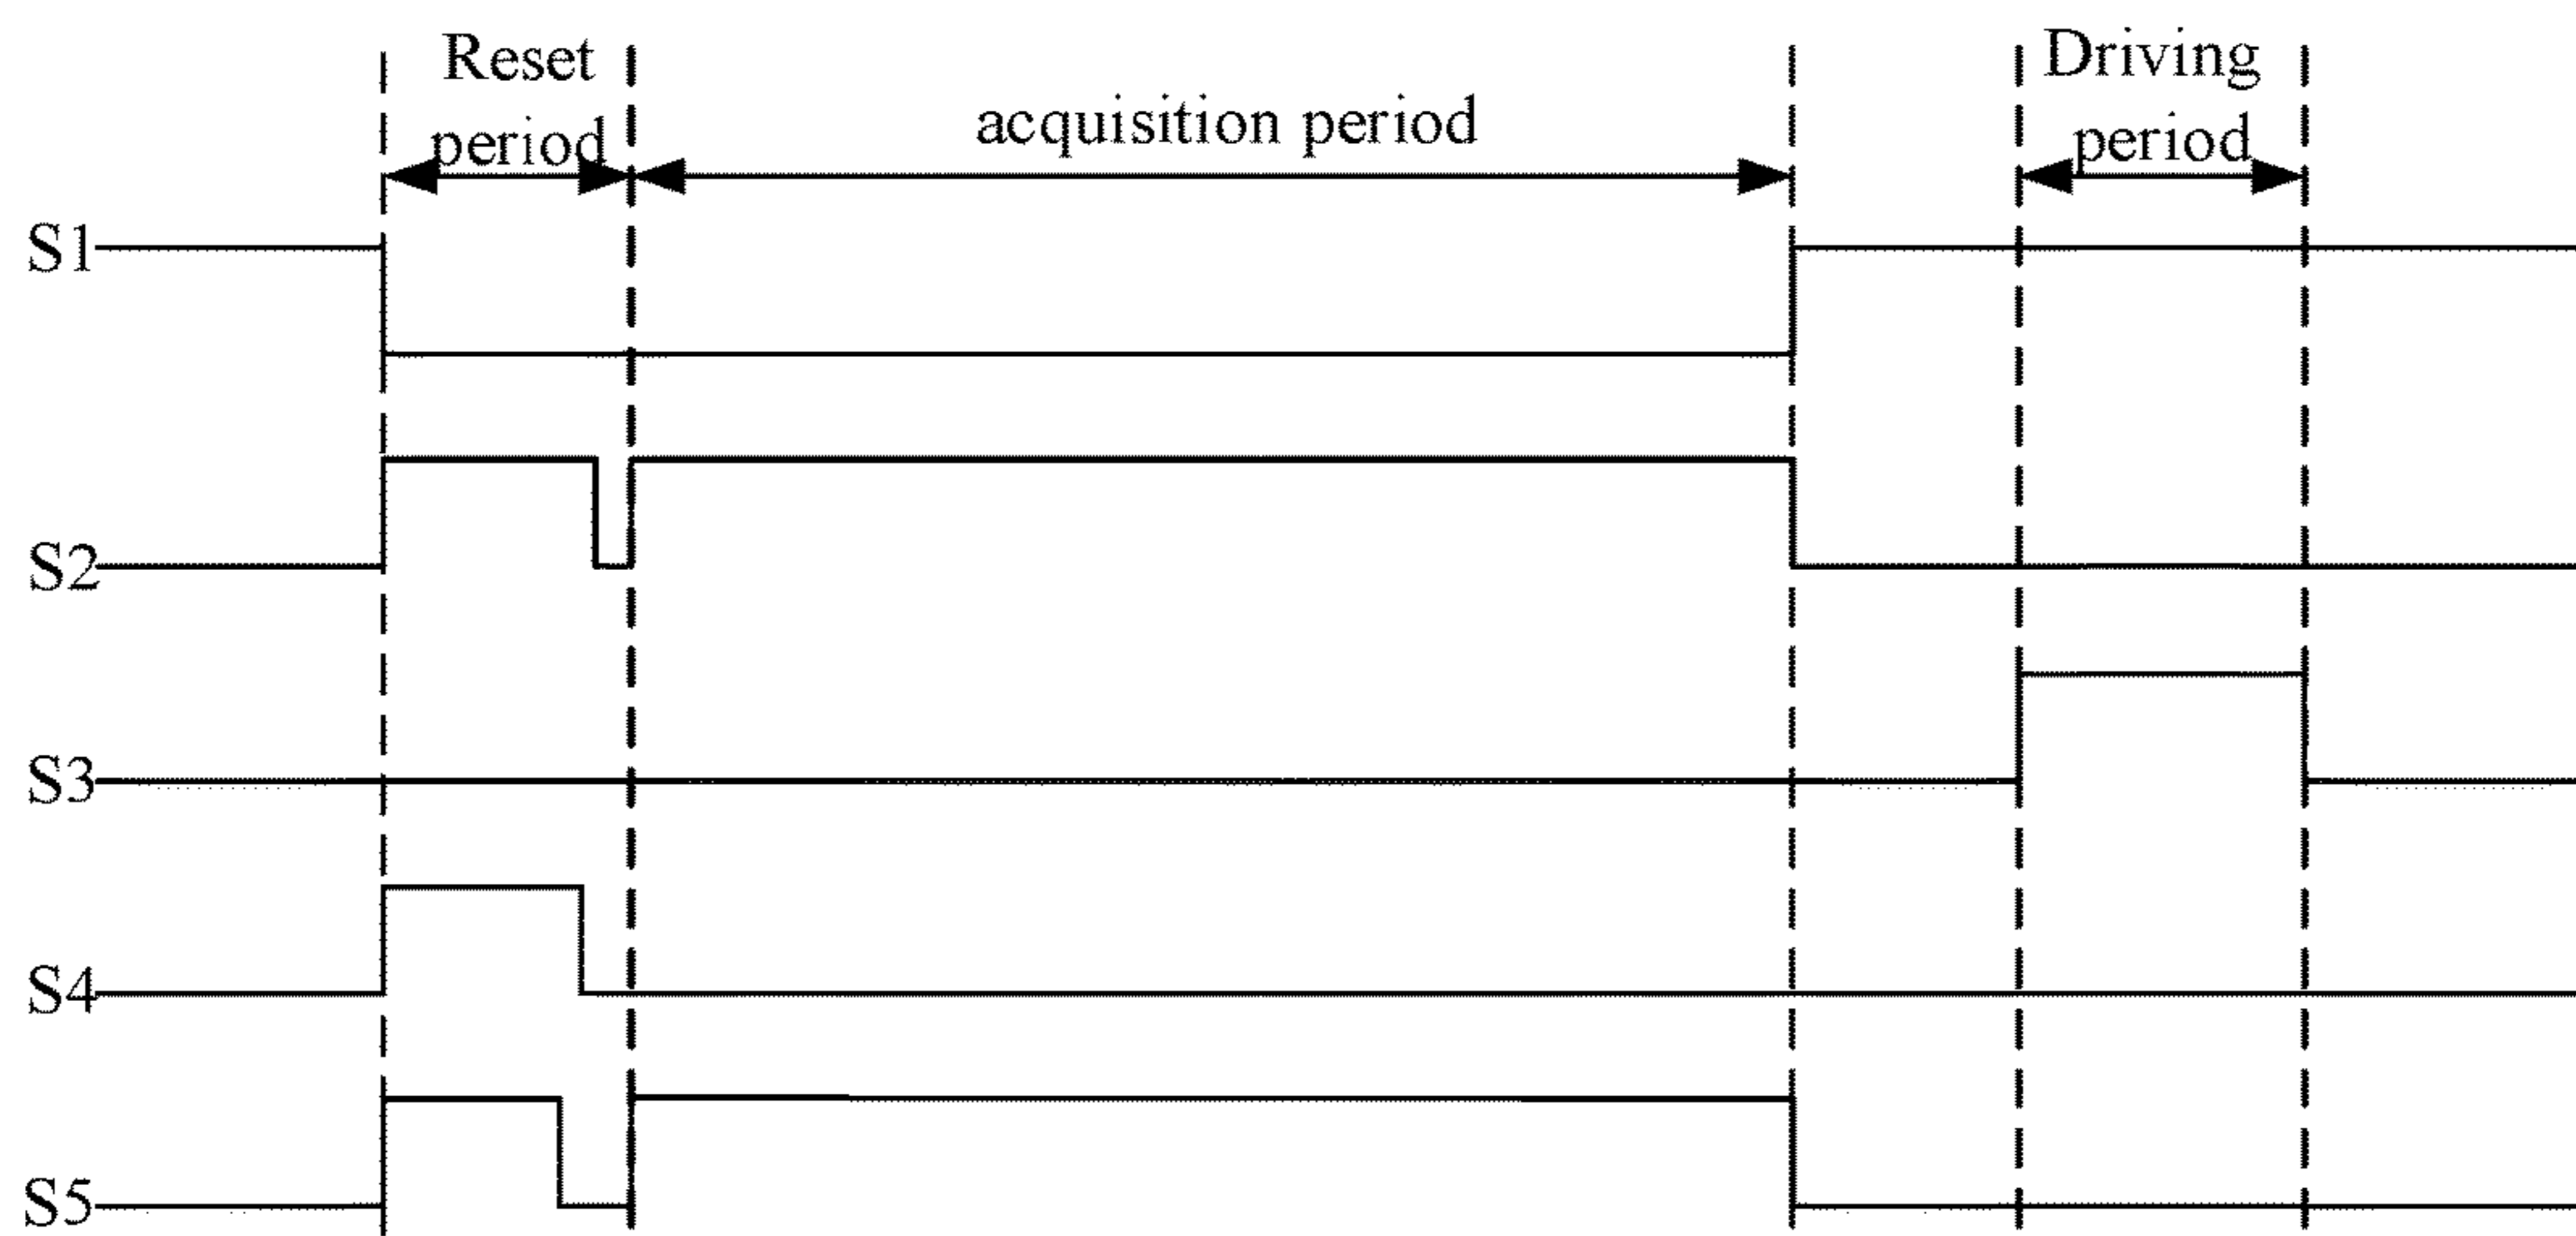 Reset
period
acquisition period
Driving
period
S1
S2
S3
S4
S5